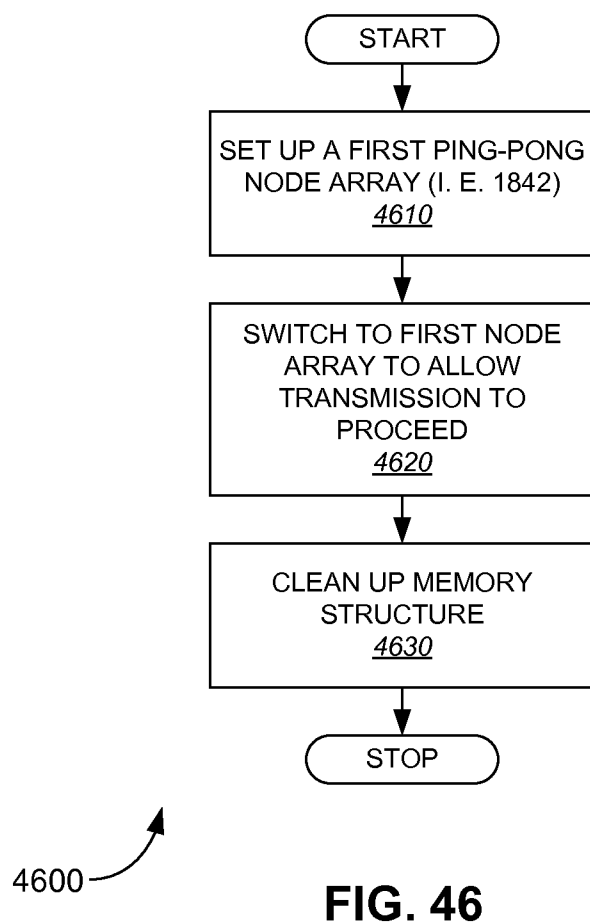 START
SET UP A FIRST PING-PONG
NODE ARRAY (I. E. 1842)
4610
SWITCH TO FIRST NODE
ARRAY TO ALLOW
TRANSMISSION TO
PROCEED
4620
CLEAN UP MEMORY
STRUCTURE
4630
STOP
4600
FIG. 46